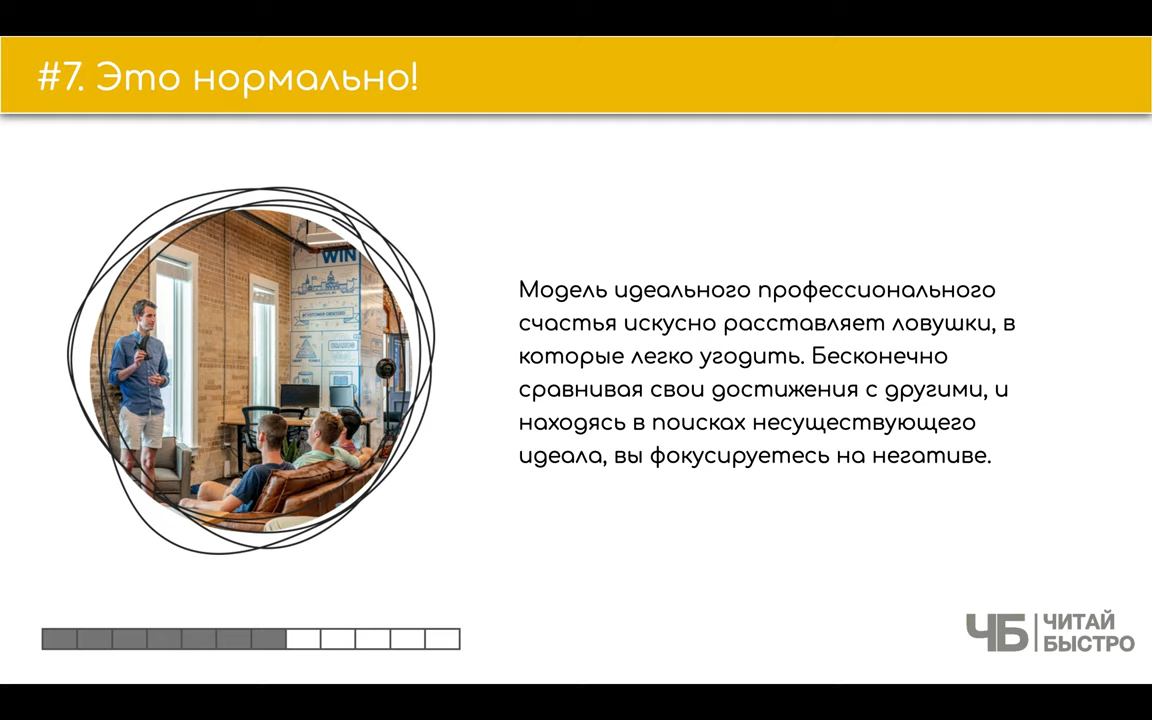 #7. Это нормально!
WIN
Модель идеального профессионального
счастья искусно расставляет ловушки, в
которые легко угодить. Бесконечно
сравнивая свои достижения с другими, и
находясь в поисках несуществующего
идеала, вы фокусируетесь на негативе.
ЧБ
ЧИТАЙ
БЫСТРО